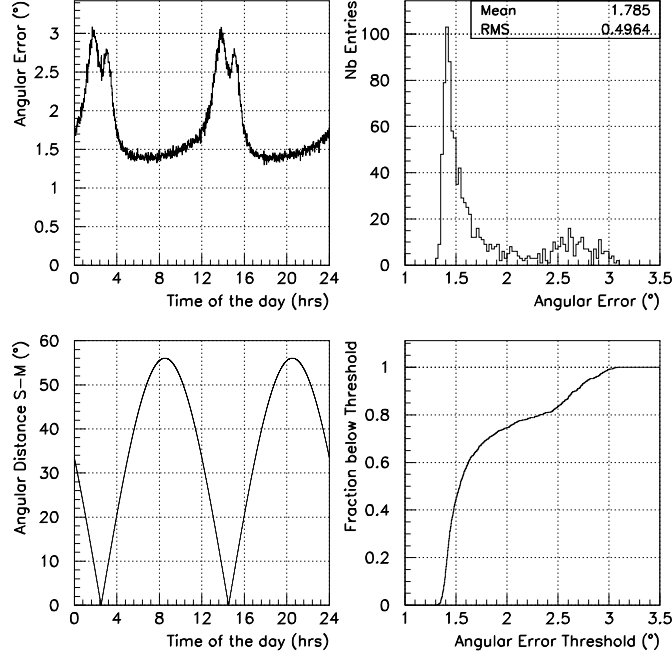 Angular Error (°)
3
2.5
2
1.5
1
0.5
0
0 4 8 12 16 20 24
Time of the day (hrs)
Nb Entries
Mean 1.785
RMS 0.4964
100
80
60
40
20
0
1 1.5 2 2.5 3 3.5
Angular Error (°)
Angular Distance S-M (°)
60
50
40
30
20
10
0
0 4 8 12 16 20 24
Time of the day (hrs)
Fraction below Threshold
1
0.8
0.6
0.4
0.2
0
1 1.5 2 2.5 3 3.5
Angular Error Threshold (°)